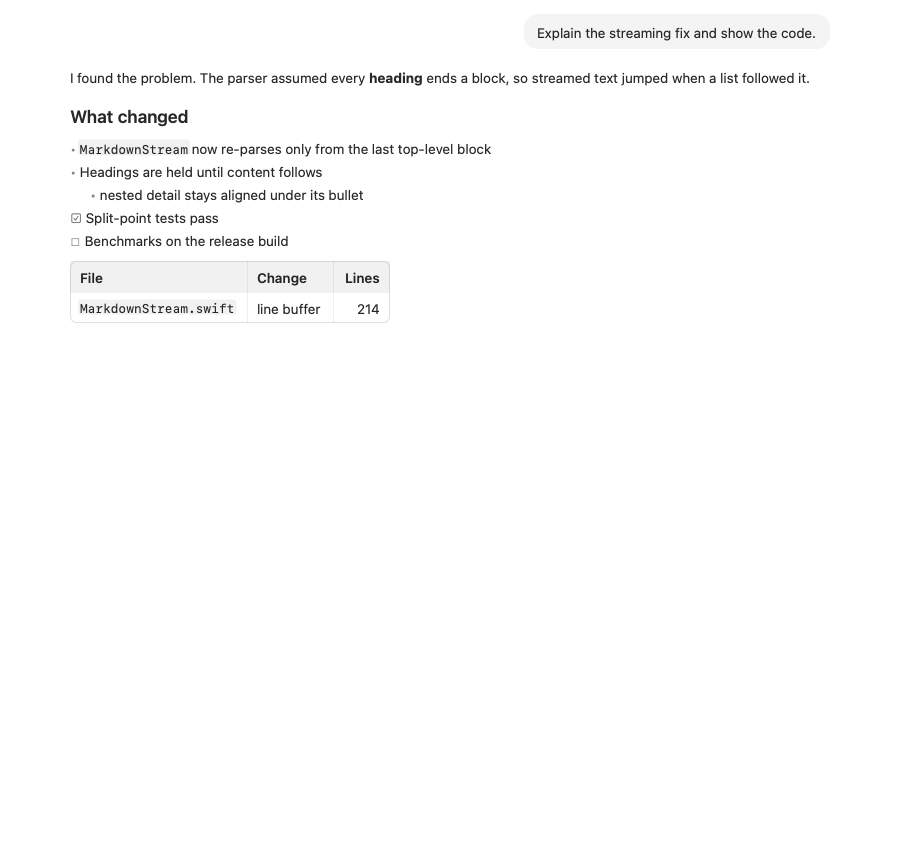 Explain the streaming fix and show the code.
I found the problem. The parser assumed every heading ends a block, so streamed text jumped when a list followed it.
What changed
• MarkdownStream now re-parses only from the last top-level block
• Headings are held until content follows
• nested detail stays aligned under its bullet
☑ Split-point tests pass
☐ Benchmarks on the release build
File Change Lines
MarkdownStream.swift line buffer 214